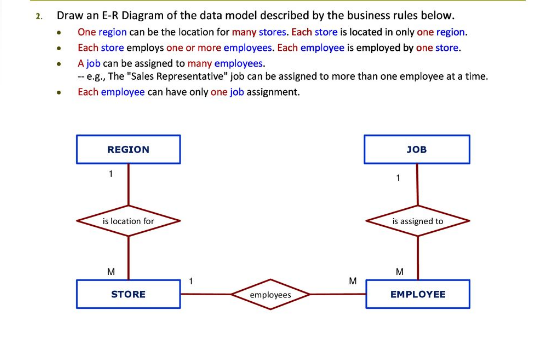 2. Draw an E-R Diagram of the data model described by the business rules below.
• One region can be the location for many stores. Each store is located in only one region.
• Each store employs one or more employees. Each employee is employed by one store.
• A job can be assigned to many employees.
-- e.g., The "Sales Representative" job can be assigned to more than one employee at a time.
• Each employee can have only one job assignment.
REGION JOB
1 1
is location for is assigned to
M M
1 M
STORE employees EMPLOYEE